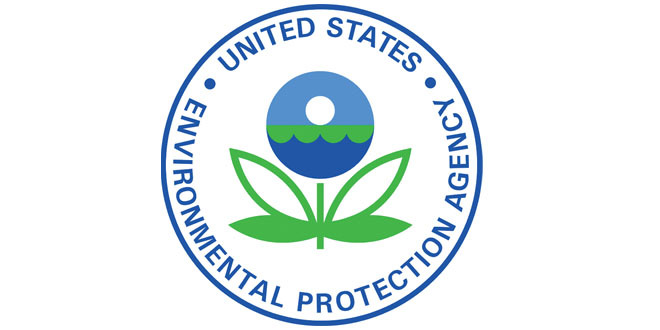 UNITED STATES
ENVIRONMENTAL PROTECTION AGENCY